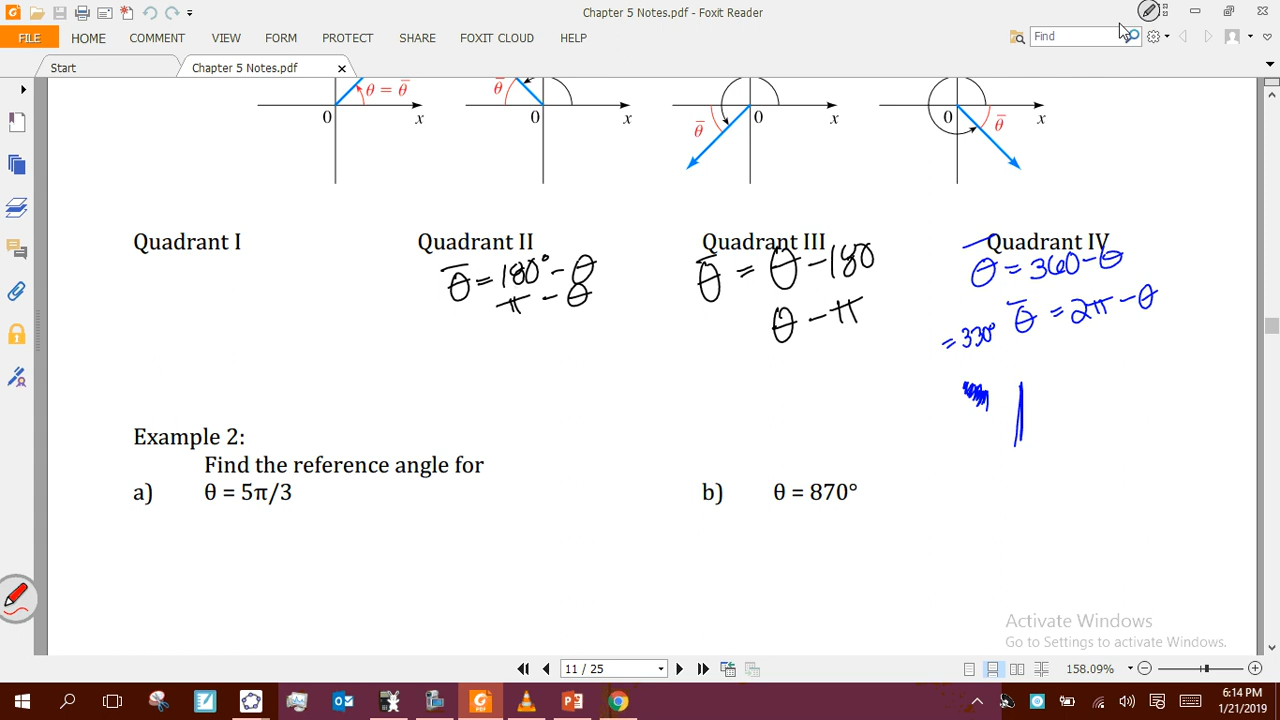 Chapter 5 Notes.pdf - Foxit Reader
FILE HOME COMMENT VIEW FORM PROTECT SHARE FOXIT CLOUD HELP
Find
Start Chapter 5 Notes.pdf
θ = θ̅ θ̅
0 x 0 x θ̅ 0 x 0 θ̅ x
Quadrant I Quadrant II Quadrant III Quadrant IV
θ̅ = 180° - θ θ̅ = θ - 180 θ̅ = 360 - θ
π - θ θ - π θ̅ = 2π - θ
= 330°
Example 2:
Find the reference angle for
a) θ = 5π/3 b) θ = 870°
Activate Windows
Go to Settings to activate Windows.
11 / 25 158.09%
6:14 PM
1/21/2019